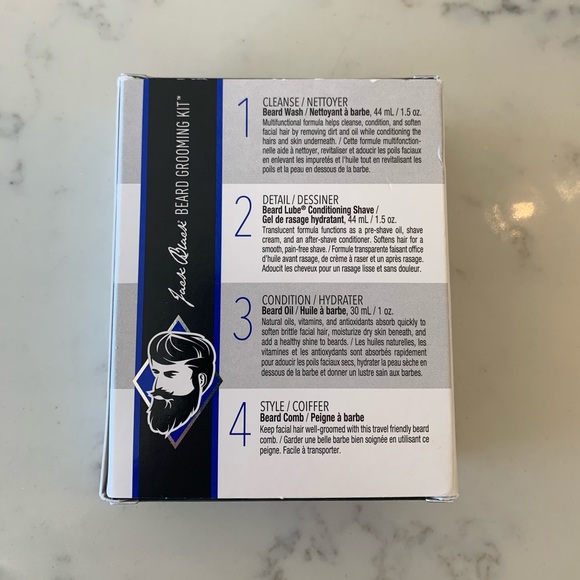 Jack Black BEARD GROOMING KIT™
1
CLEANSE / NETTOYER
Beard Wash / Nettoyant à barbe, 44 mL / 1.5 oz.
Multifunctional formula helps cleanse, condition, and soften
facial hair by removing dirt and oil while conditioning the
hairs and skin underneath. / Cette formule multifonction-
nelle aide à nettoyer, revitaliser et adoucir les poils faciaux
en enlevant les impuretés et l'huile tout en revitalisant les
poils et la peau en dessous de la barbe.
2
DETAIL / DESSINER
Beard Lube® Conditioning Shave /
Gel de rasage hydratant, 44 mL / 1.5 oz.
Translucent formula functions as a pre-shave oil, shave
cream, and an after-shave conditioner. Softens hair for a
smooth, pain-free shave. / Formule transparente faisant office
d'huile avant rasage, de crème à raser et un après rasage.
Adoucit les cheveux pour un rasage lisse et sans douleur.
3
CONDITION / HYDRATER
Beard Oil / Huile à barbe, 30 mL / 1 oz.
Natural oils, vitamins, and antioxidants absorb quickly to
soften brittle facial hair, moisturize dry skin beneath, and
add a healthy shine to beards. / Les huiles naturelles, les
vitamines et les antioxydants sont absorbés rapidement
pour adoucir les poils faciaux secs, hydrater la peau sèche en
dessous de la barbe et donner un lustre sain aux barbes.
4
STYLE / COIFFER
Beard Comb / Peigne à barbe
Keep facial hair well-groomed with this travel friendly beard
comb. / Garder une belle barbe bien soignée en utilisant ce
peigne. Facile à transporter.